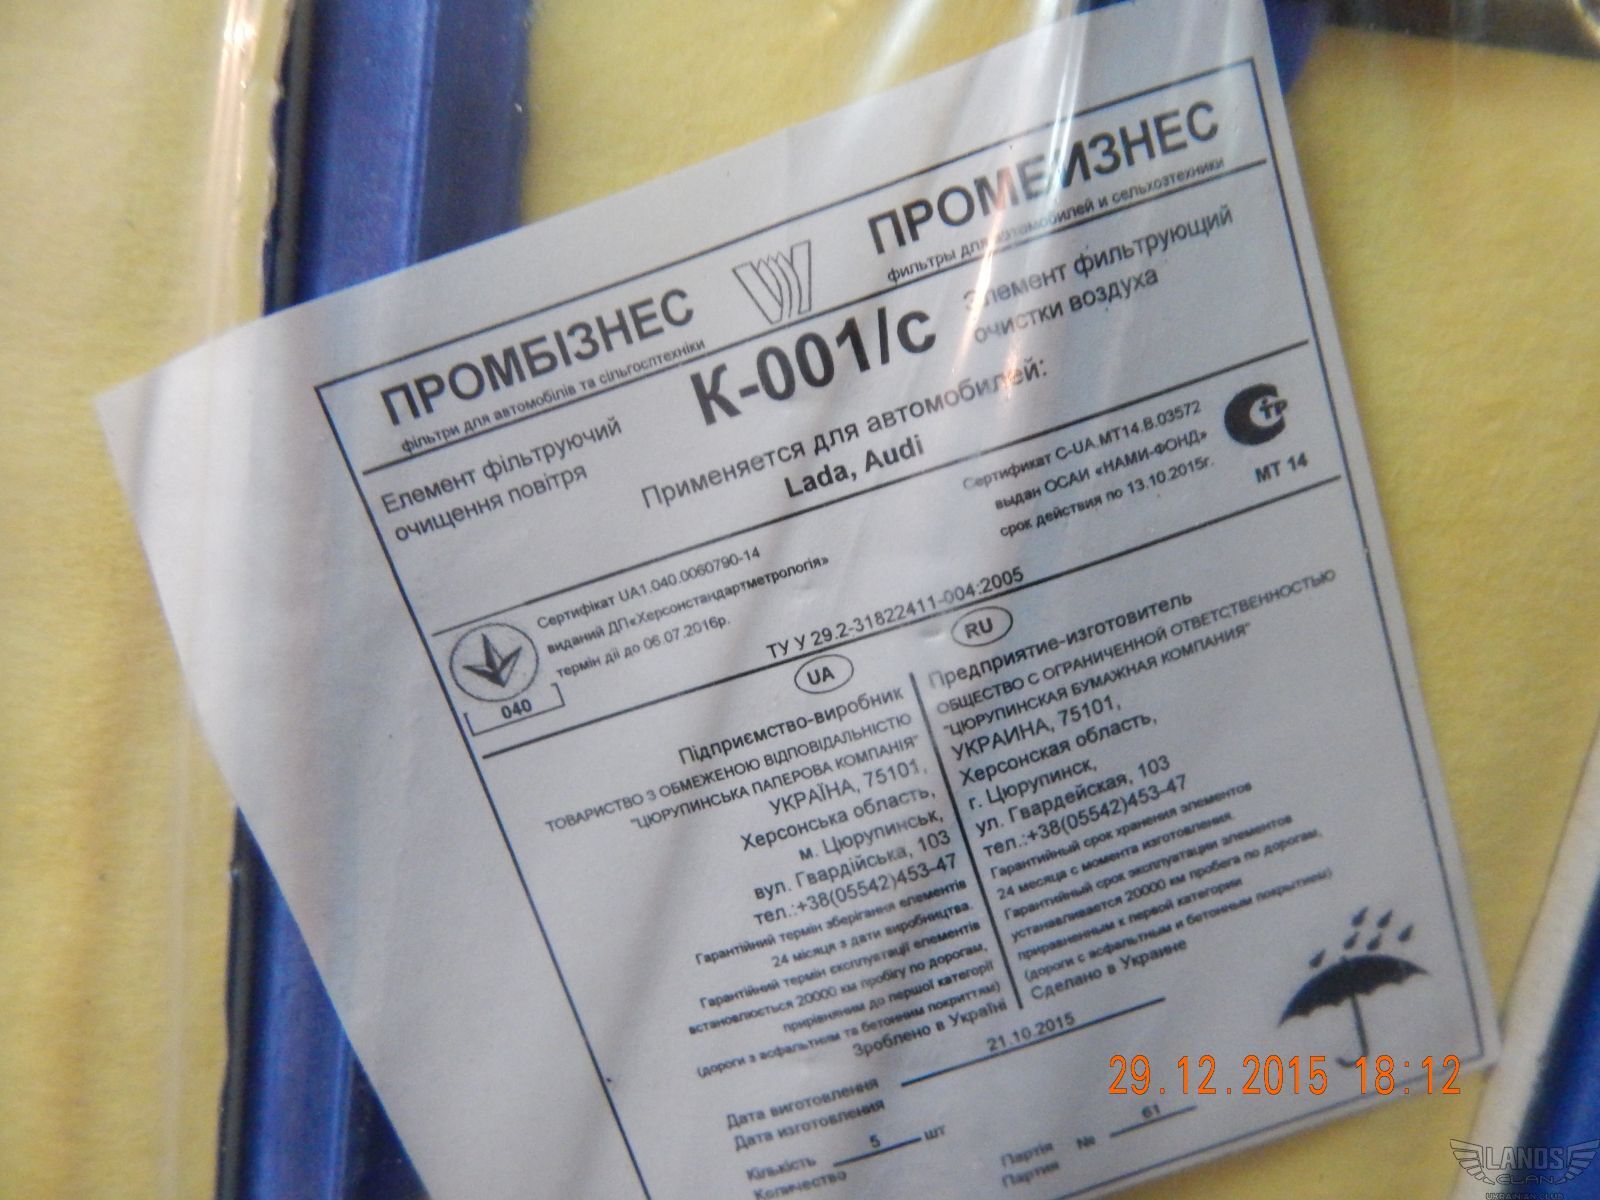 ПРОМБІЗНЕС
фільтри для автомобілів та сільгосптехніки
ПРОМБИЗНЕС
фильтры для автомобилей и сельхозтехники
Елемент фільтруючий
очищення повітря
К-001/с
Элемент фильтрующий
очистки воздуха
Применяется для автомобилей:
Lada, Audi
Сертифікат UA1.040.0060790-14
виданий ДП«Херсонстандартметрологія»
термін дії до 06.07.2016р.
040
Сертификат C-UA.МТ14.В.03572
выдан ОСАИ «НАМИ-ФОНД»
срок действия по 13.10.2015г.
ТР
МТ 14
ТУ У 29.2-31822411-004:2005
UA
Підприємство-виробник
ТОВАРИСТВО З ОБМЕЖЕНОЮ ВІДПОВІДАЛЬНІСТЮ
"ЦЮРУПИНСЬКА ПАПЕРОВА КОМПАНІЯ"
УКРАЇНА, 75101,
Херсонська область,
м. Цюрупинськ,
вул. Гвардійська, 103
тел.:+38(05542)453-47
Гарантійний термін зберігання елементів
24 місяця з дати виробництва.
Гарантійний термін експлуатації елементів
встановлюється 20000 км пробігу по дорогам,
прирівняним до першої категорії
(дороги з асфальтним та бетонним покриттям)
Зроблено в Україні
RU
Предприятие-изготовитель
ОБЩЕСТВО С ОГРАНИЧЕННОЙ ОТВЕТСТВЕННОСТЬЮ
"ЦЮРУПИНСКАЯ БУМАЖНАЯ КОМПАНИЯ"
УКРАИНА, 75101,
Херсонская область,
г. Цюрупинск,
ул. Гвардейская, 103
тел.:+38(05542)453-47
Гарантийный срок хранения элементов
24 месяца с момента изготовления.
Гарантийный срок эксплуатации элементов
устанавливается 20000 км пробега по дорогам,
приравненным к первой категории
(дороги с асфальтным и бетонным покрытием)
Сделано в Украине
Дата виготовлення
Дата изготовления
21.10.2015
Кількість
Количество
5 шт
Партія
Партия
№ 61
29.12.2015 18:12
LANOS
CLAN
UKRAINIAN CLUB